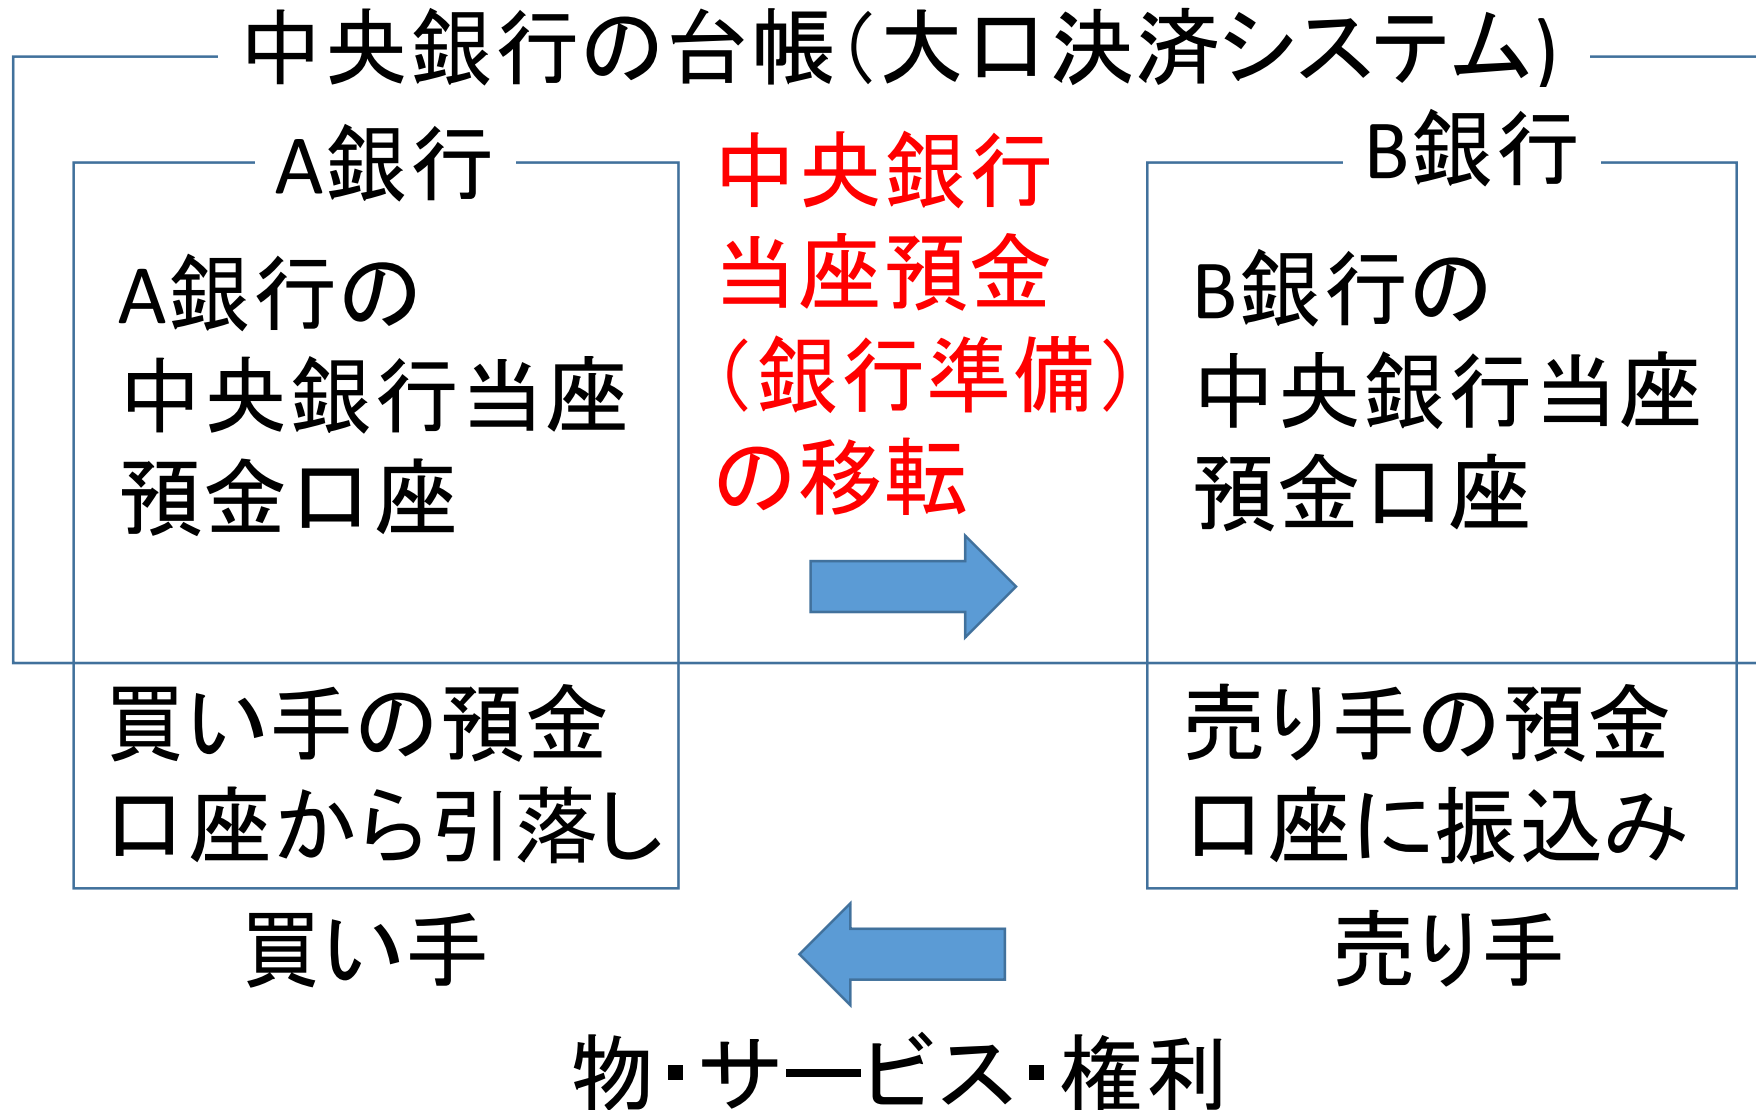 中央銀行の台帳(大口決済システム)
A銀行
A銀行の
中央銀行当座
預金口座
中央銀行
当座預金
(銀行準備)
の移転
B銀行
B銀行の
中央銀行当座
預金口座
買い手の預金
口座から引落し
売り手の預金
口座に振込み
買い手
売り手
物・サービス・権利